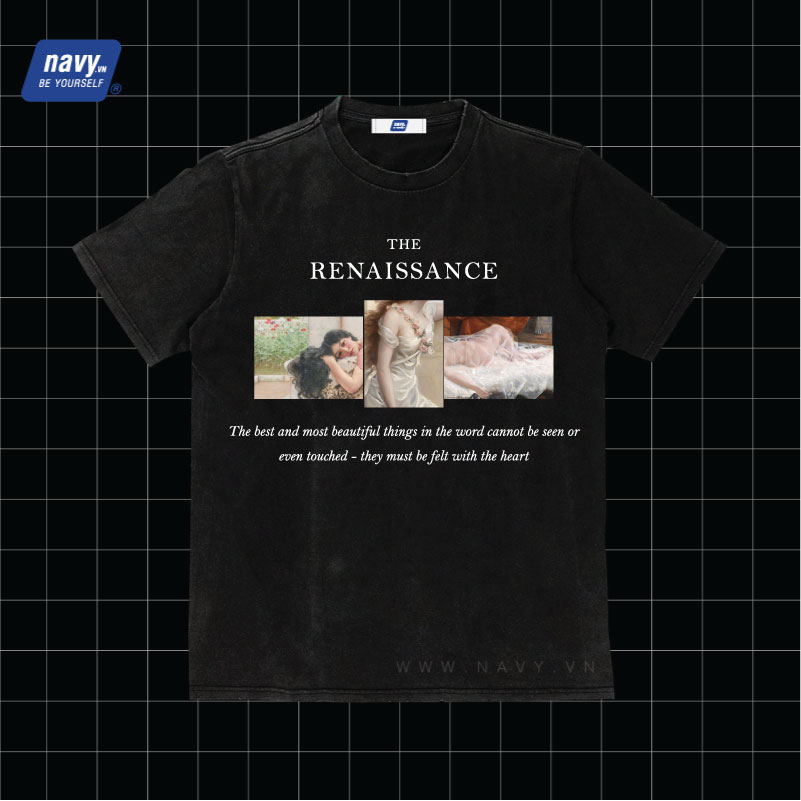 navy.VN
BE YOURSELF
®
navy.
THE
RENAISSANCE
The best and most beautiful things in the word cannot be seen or
even touched - they must be felt with the heart
WWW.NAVY.VN